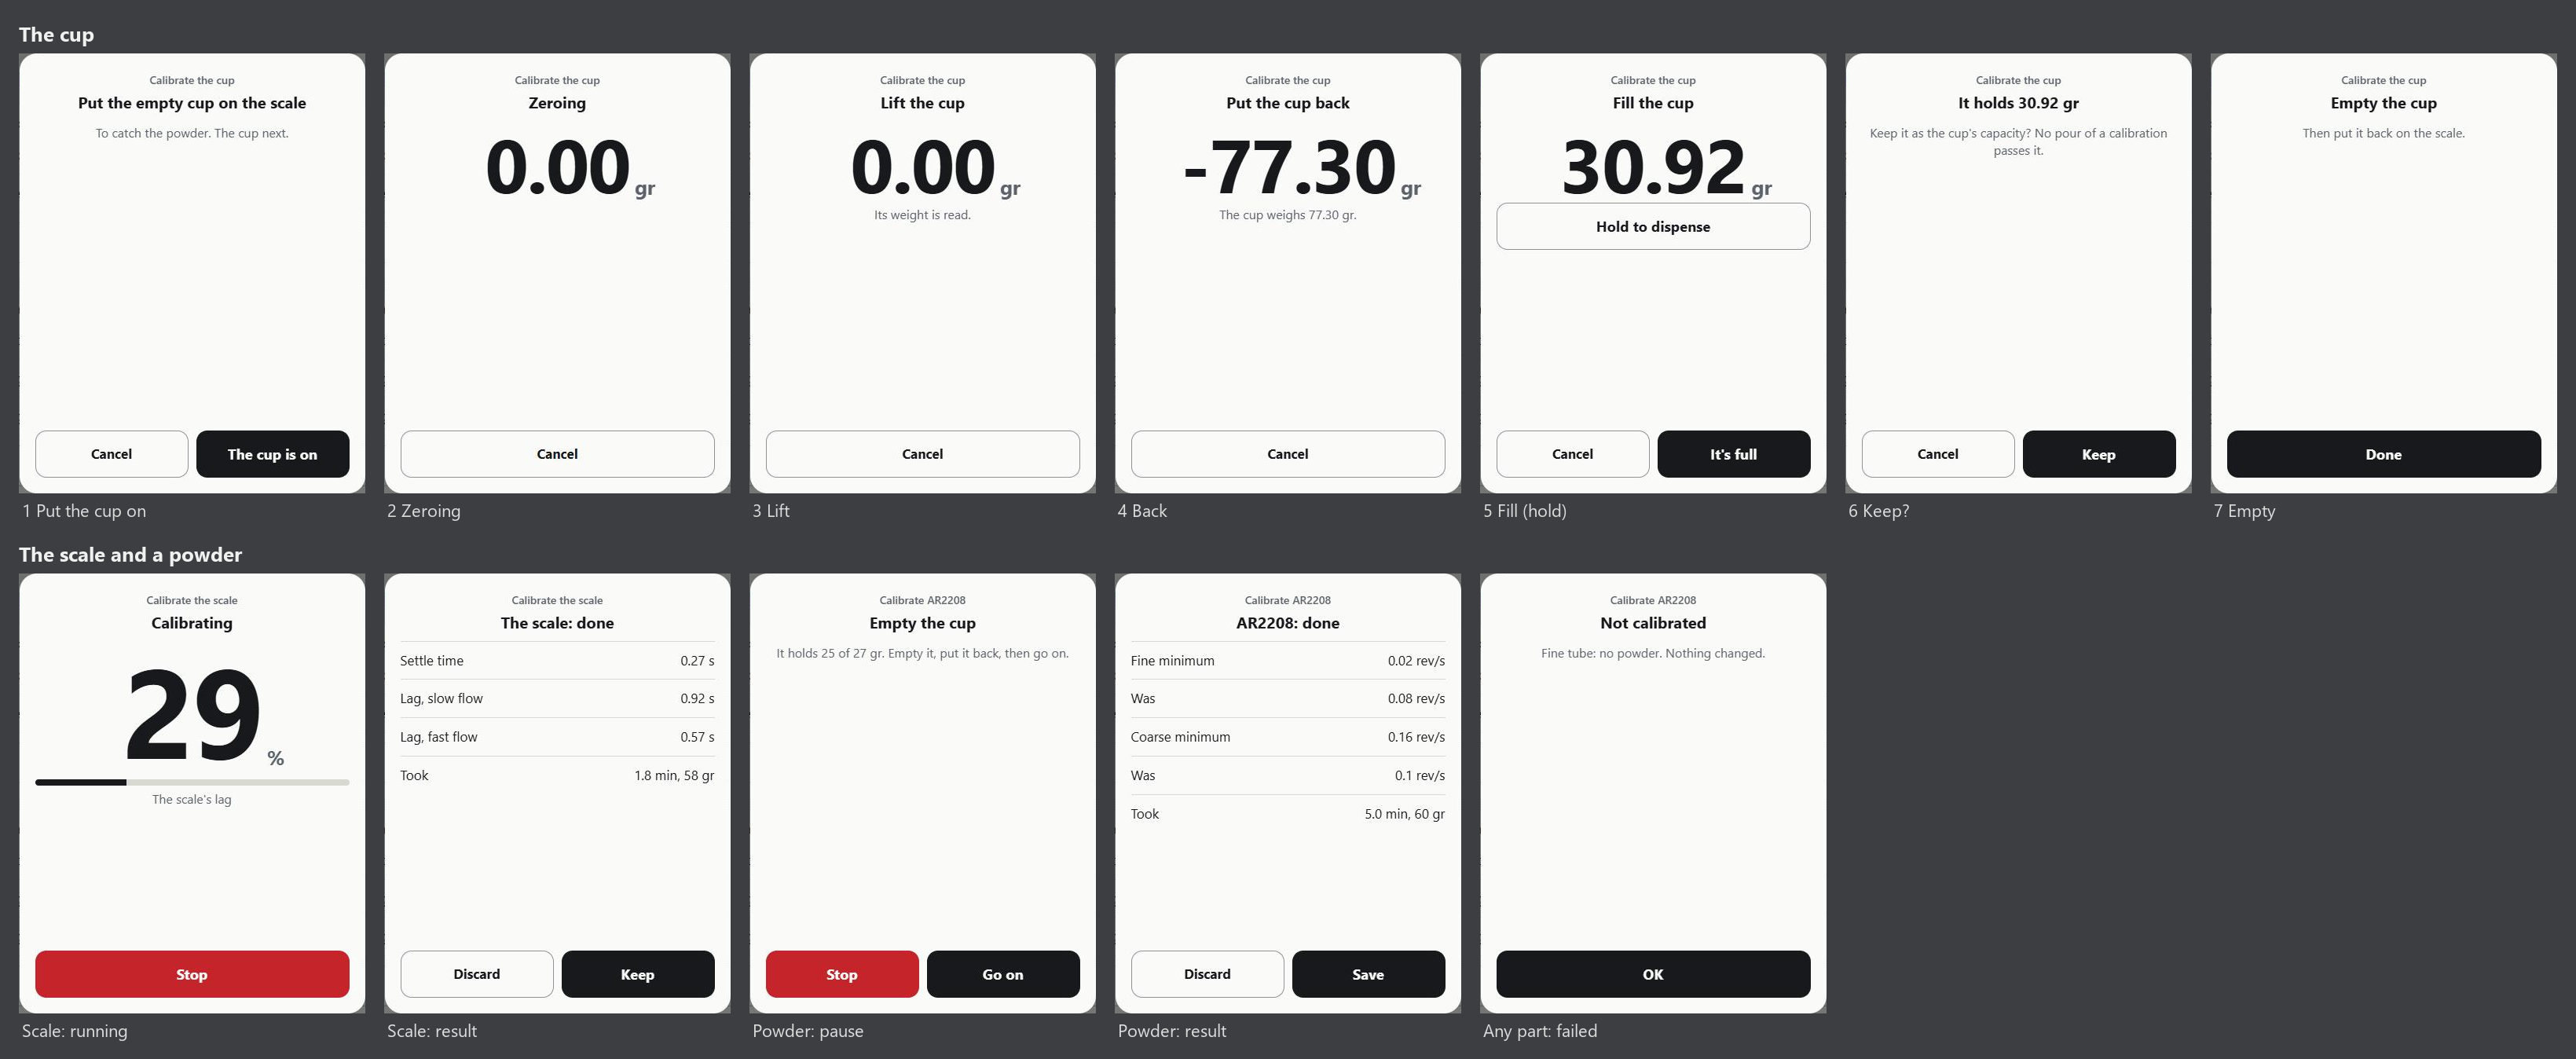 The cup
Calibrate the cup
Put the empty cup on the scale
To catch the powder. The cup next.
Cancel
The cup is on
1 Put the cup on
Calibrate the cup
Zeroing
0.00 gr
Cancel
2 Zeroing
Calibrate the cup
Lift the cup
0.00 gr
Its weight is read.
Cancel
3 Lift
Calibrate the cup
Put the cup back
-77.30 gr
The cup weighs 77.30 gr.
Cancel
4 Back
Calibrate the cup
Fill the cup
30.92 gr
Hold to dispense
Cancel
It's full
5 Fill (hold)
Calibrate the cup
It holds 30.92 gr
Keep it as the cup's capacity? No pour of a calibration
passes it.
Cancel
Keep
6 Keep?
Calibrate the cup
Empty the cup
Then put it back on the scale.
Done
7 Empty
The scale and a powder
Calibrate the scale
Calibrating
29 %
The scale's lag
Stop
Scale: running
Calibrate the scale
The scale: done
Settle time 0.27 s
Lag, slow flow 0.92 s
Lag, fast flow 0.57 s
Took 1.8 min, 58 gr
Discard
Keep
Scale: result
Calibrate AR2208
Empty the cup
It holds 25 of 27 gr. Empty it, put it back, then go on.
Stop
Go on
Powder: pause
Calibrate AR2208
AR2208: done
Fine minimum 0.02 rev/s
Was 0.08 rev/s
Coarse minimum 0.16 rev/s
Was 0.1 rev/s
Took 5.0 min, 60 gr
Discard
Save
Powder: result
Calibrate AR2208
Not calibrated
Fine tube: no powder. Nothing changed.
OK
Any part: failed